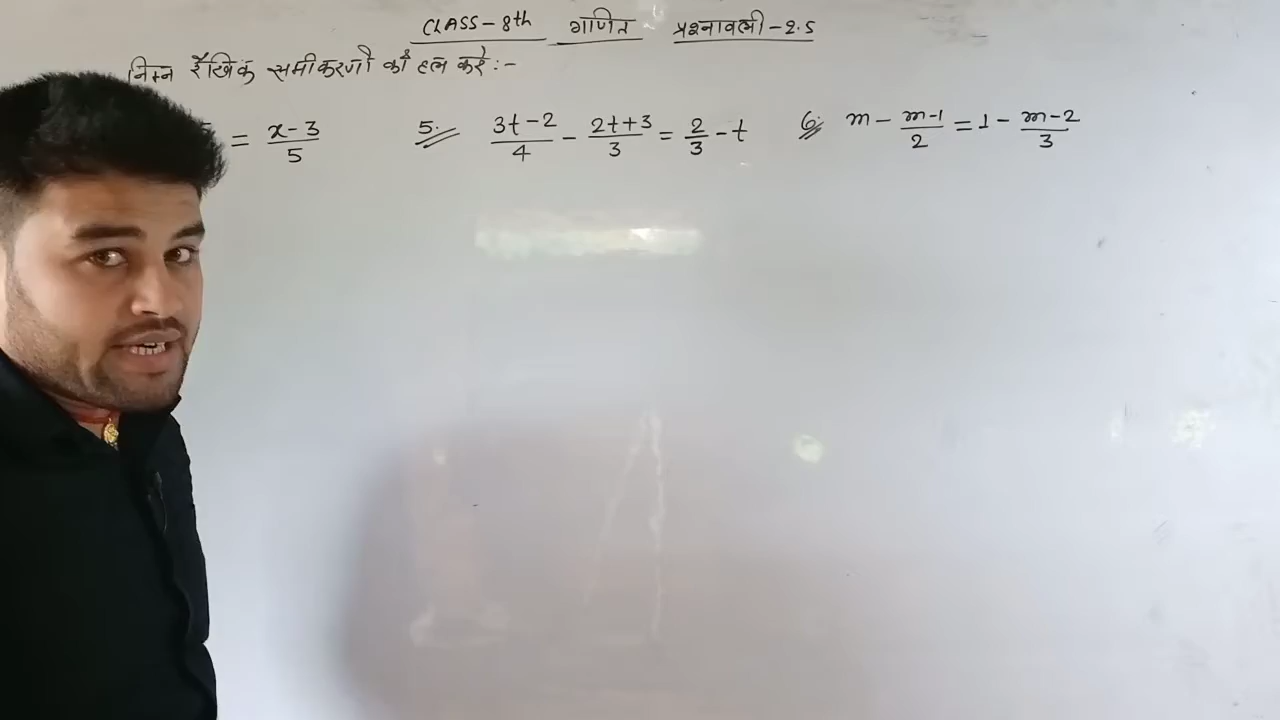 CLASS-8th गणित प्रश्नावली-2.5
निम्न रैखिक समीकरणों को हल करें:-
= x-3/5 5. 3t-2/4 - 2t+3/3 = 2/3 - t 6. m - m-1/2 = 1 - m-2/3